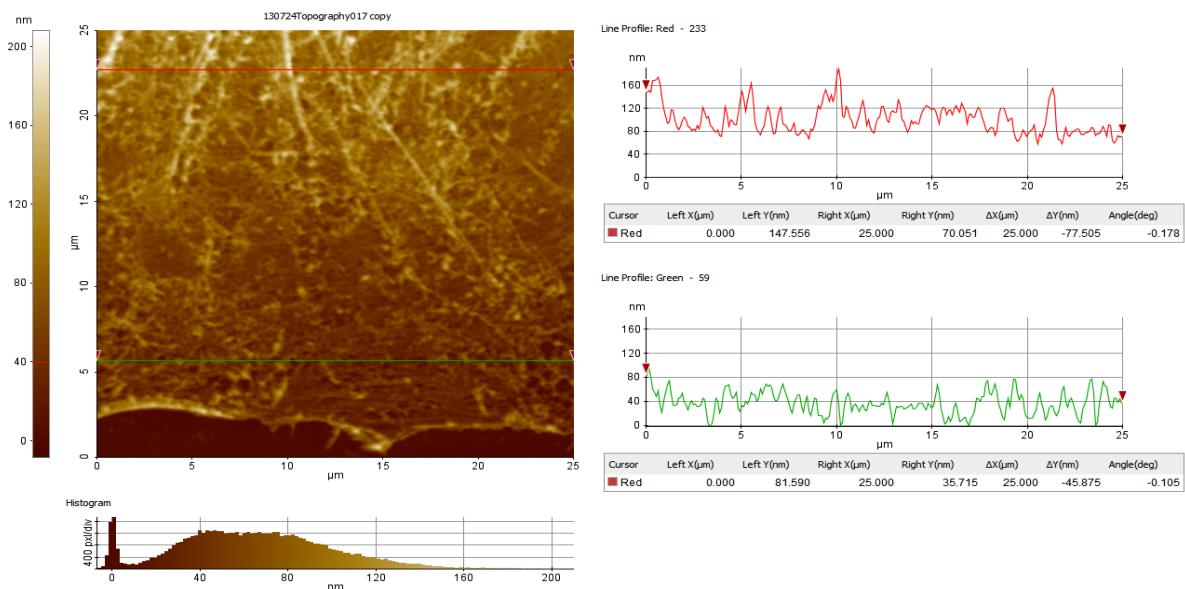 130724Topography017 copy
nm
200
160
120
80
40
0
25
20
15
10
5
0
µm
0 5 10 15 20 25
µm
Histogram
400 pxl/div
0 40 80 120 160 200
nm
Line Profile: Red - 233
nm
160
120
80
40
0
0 5 10 15 20 25
µm
Cursor Left X(µm) Left Y(nm) Right X(µm) Right Y(nm) ΔX(µm) ΔY(nm) Angle(deg)
Red 0.000 147.556 25.000 70.051 25.000 -77.505 -0.178
Line Profile: Green - 59
nm
160
120
80
40
0
0 5 10 15 20 25
µm
Cursor Left X(µm) Left Y(nm) Right X(µm) Right Y(nm) ΔX(µm) ΔY(nm) Angle(deg)
Red 0.000 81.590 25.000 35.715 25.000 -45.875 -0.105